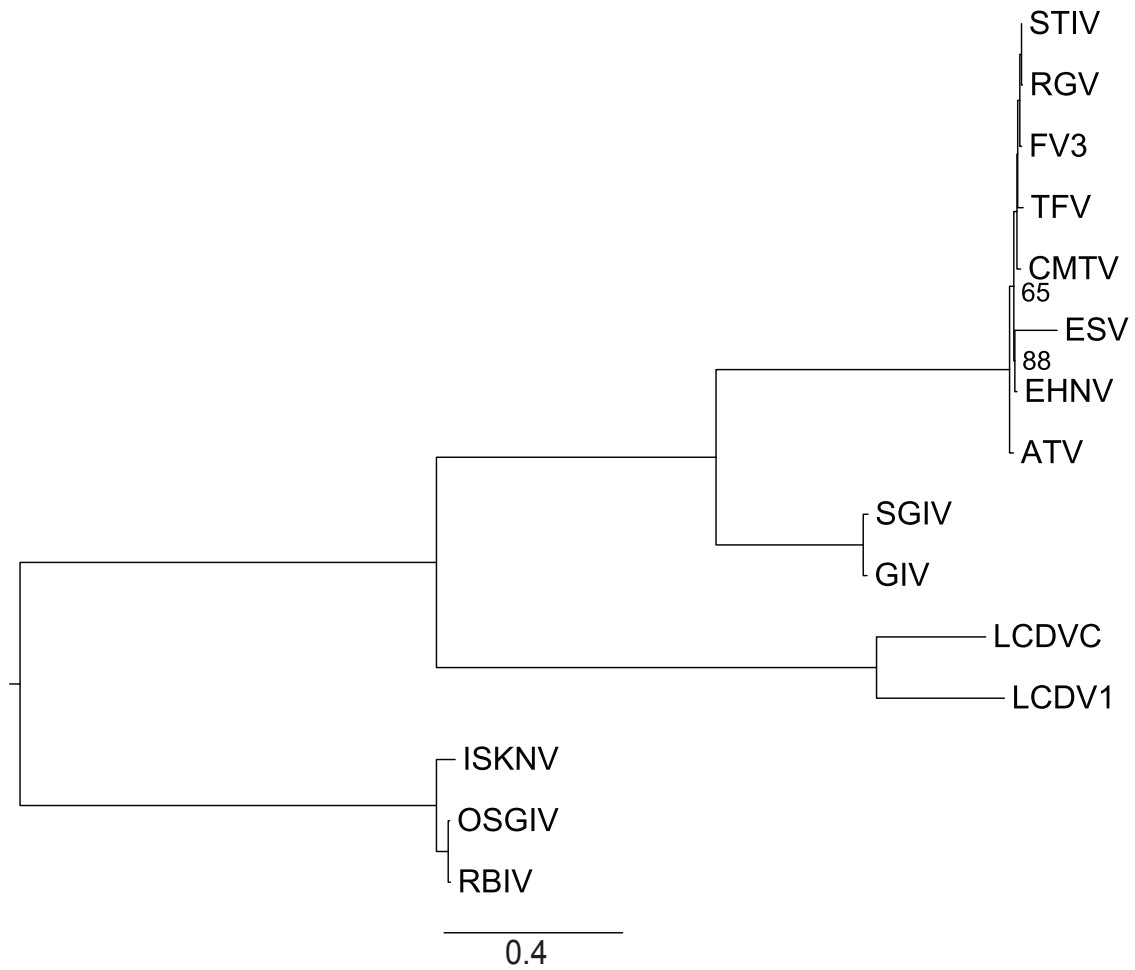 STIV
RGV
FV3
TFV
CMTV
65
ESV
88
EHNV
ATV
SGIV
GIV
LCDVC
LCDV1
ISKNV
OSGIV
RBIV
0.4